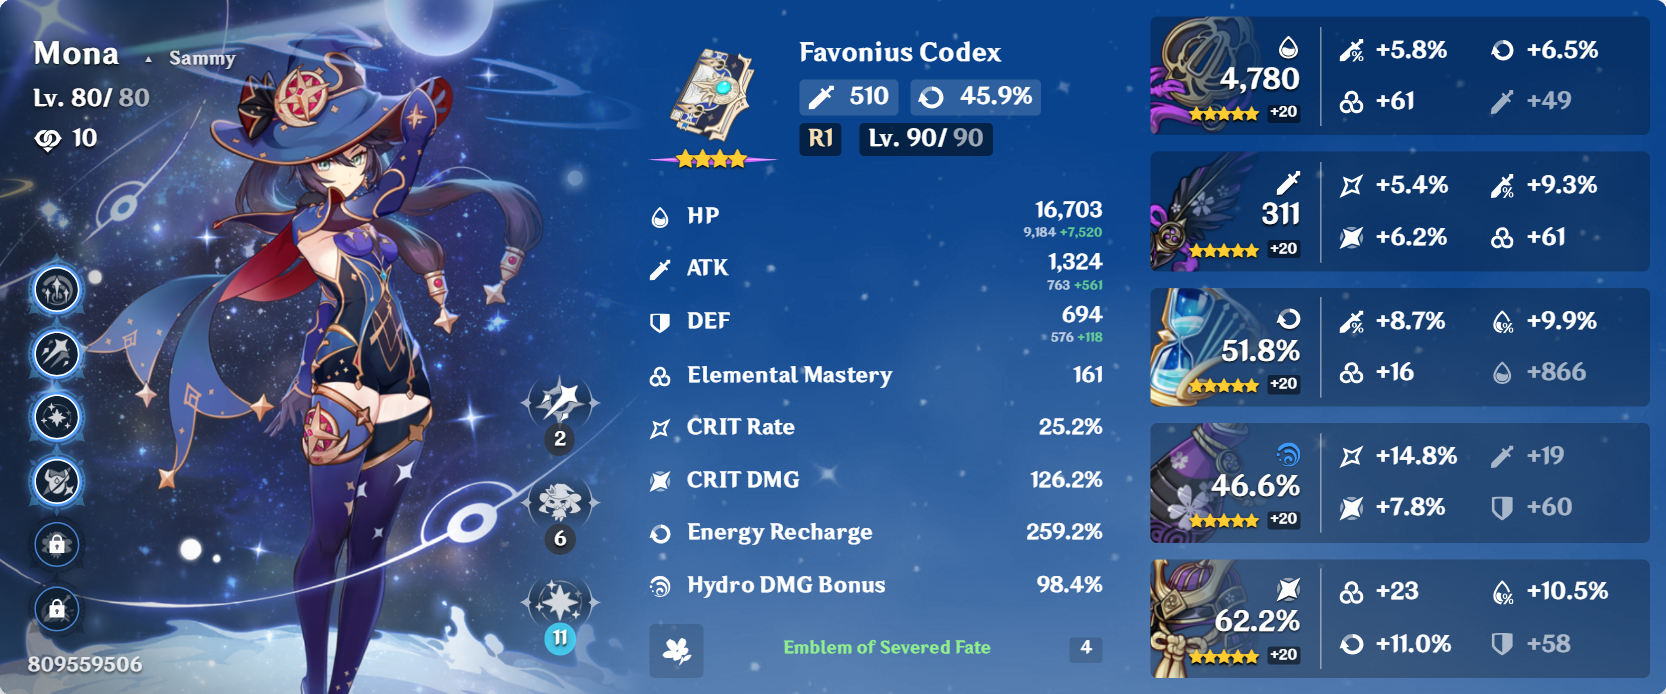 Mona ▲ Sammy
Lv. 80/ 80
10
2
6
11
809559506
Favonius Codex
510 45.9%
R1 Lv. 90/ 90
HP 16,703
9,184 +7,520
ATK 1,324
763 +561
DEF 694
576 +118
Elemental Mastery 161
CRIT Rate 25.2%
CRIT DMG 126.2%
Energy Recharge 259.2%
Hydro DMG Bonus 98.4%
Emblem of Severed Fate 4
4,780
+20
+5.8% +6.5%
+61 +49
311
+20
+5.4% +9.3%
+6.2% +61
51.8%
+20
+8.7% +9.9%
+16 +866
46.6%
+20
+14.8% +19
+7.8% +60
62.2%
+20
+23 +10.5%
+11.0% +58